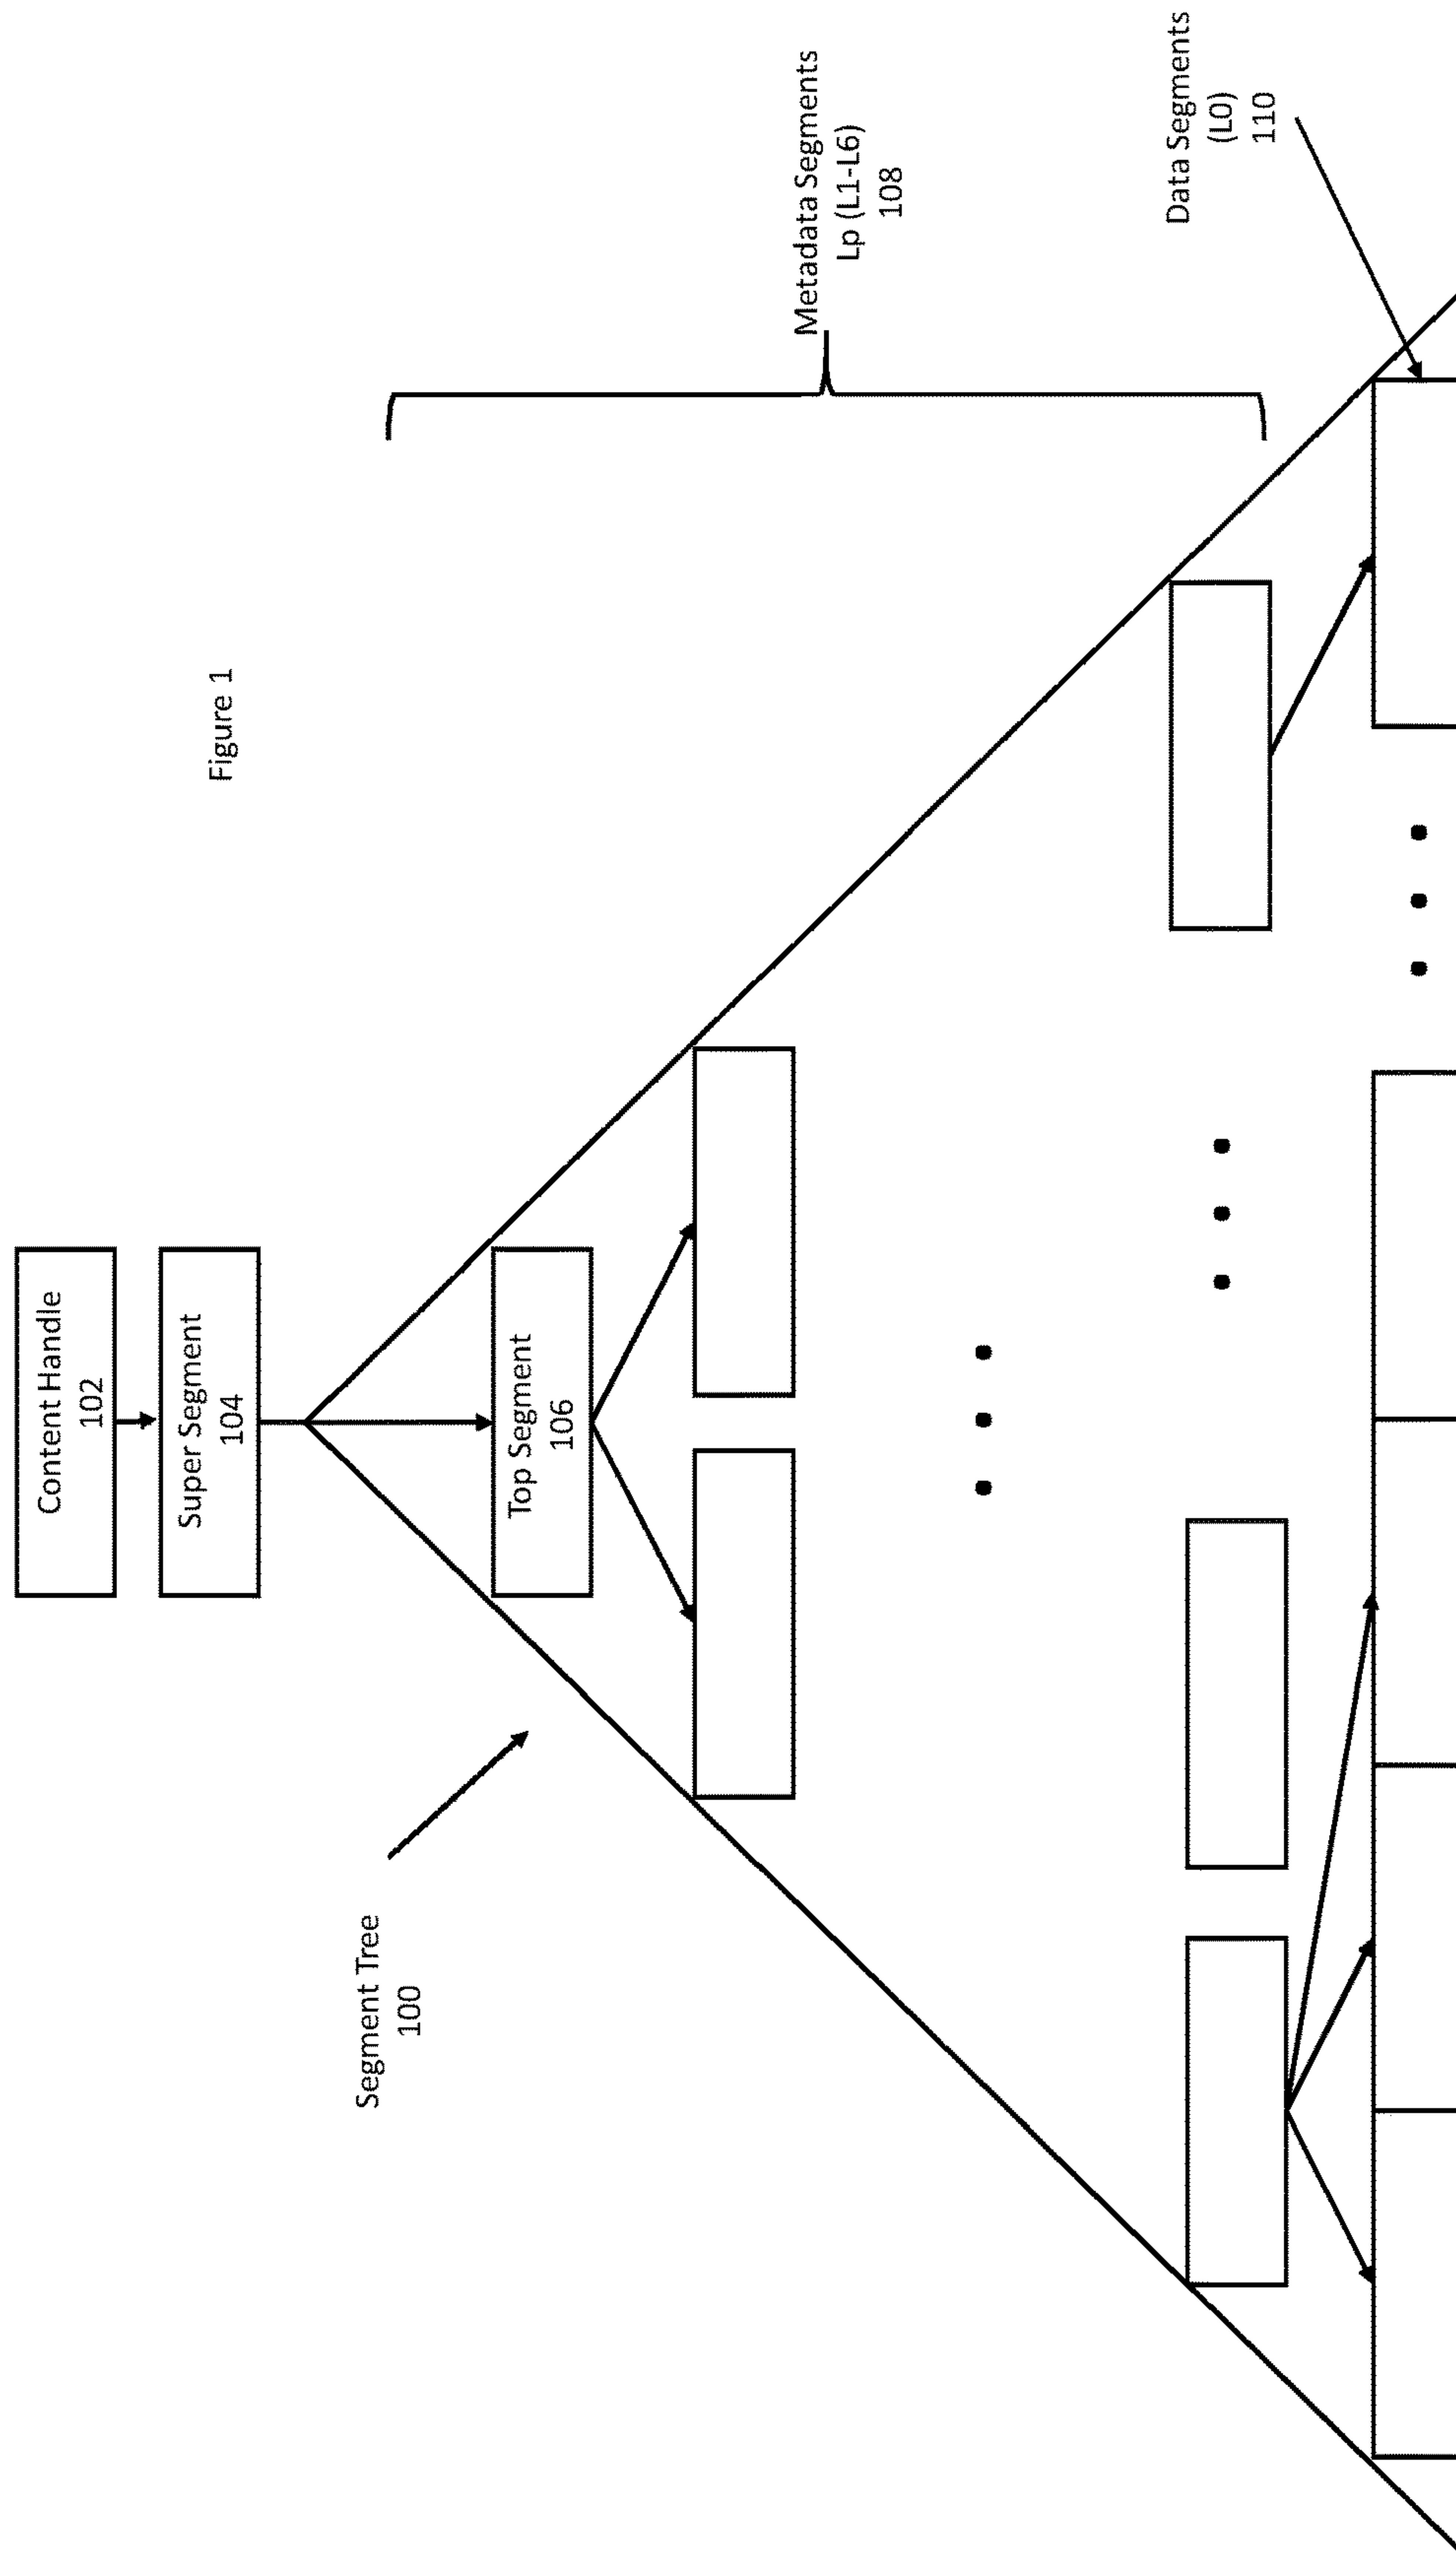 Figure 1
Content Handle
102
Super Segment
104
Segment Tree
100
Top Segment
106
Metadata Segments
Lp (L1-L6)
108
Data Segments
(L0)
110